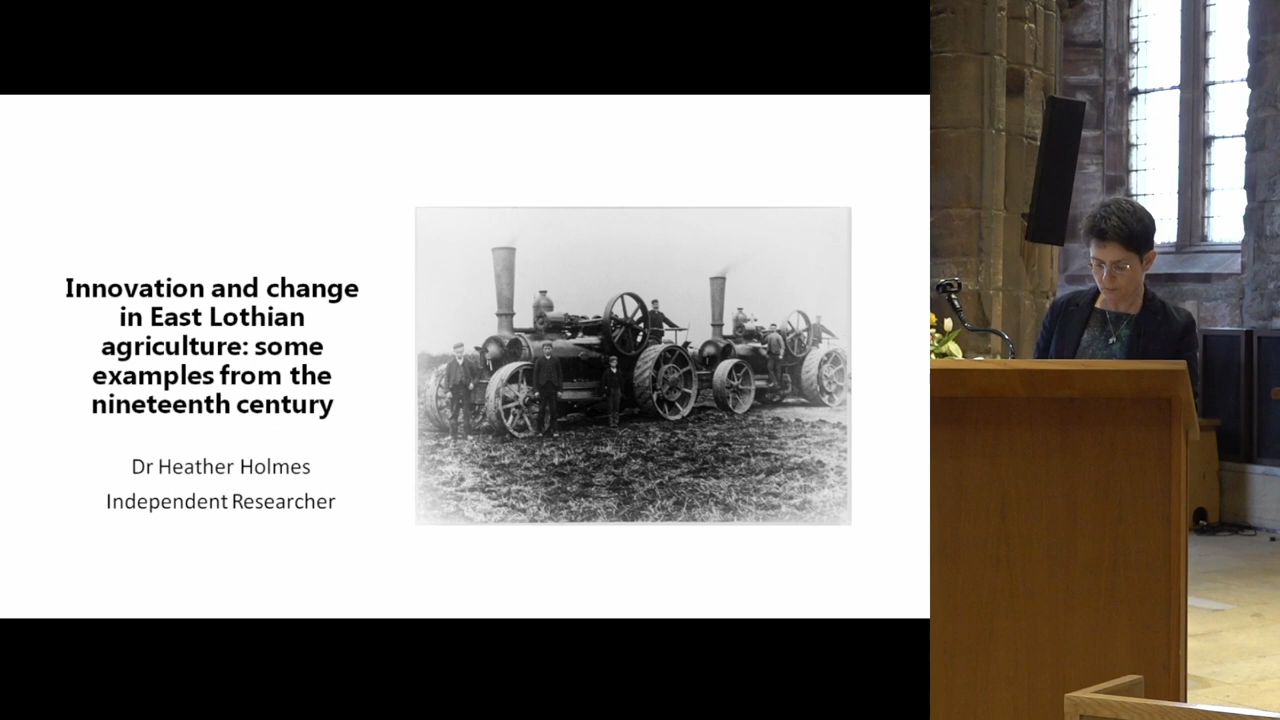 Innovation and change
in East Lothian
agriculture: some
examples from the
nineteenth century
Dr Heather Holmes
Independent Researcher